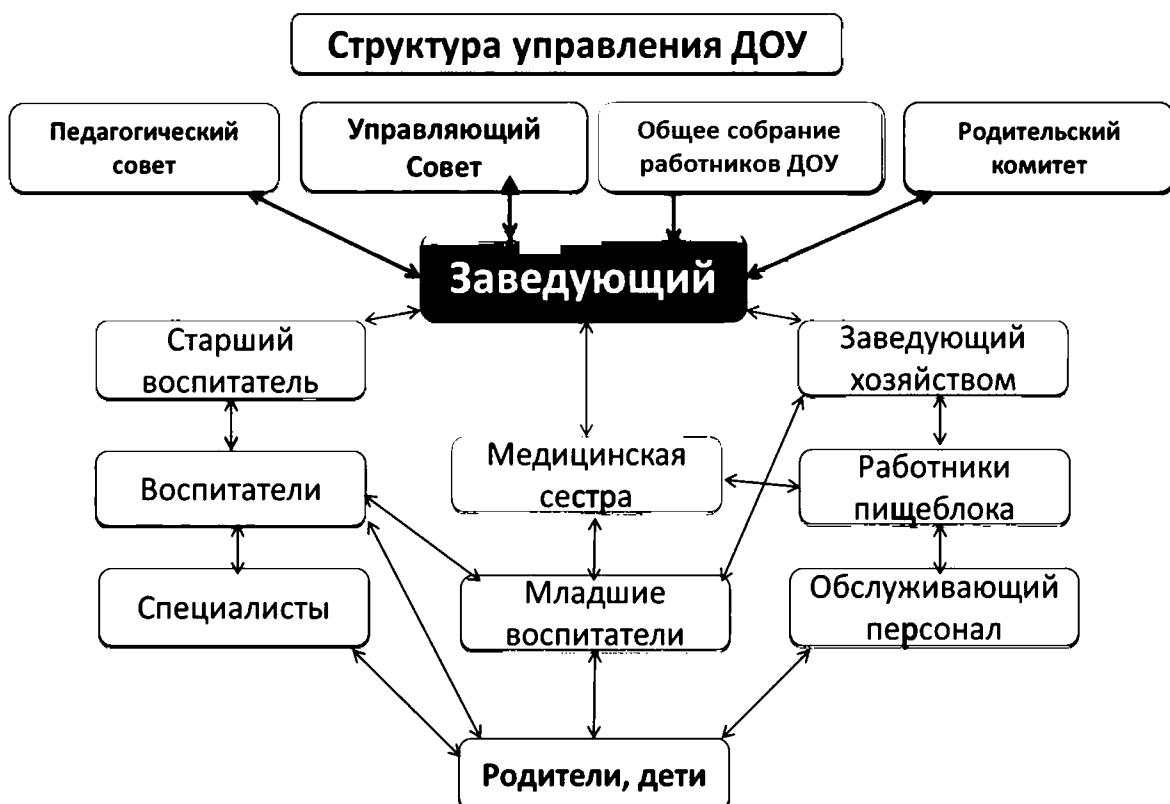 Структура управления ДОУ
Педагогический
совет
Управляющий
Совет
Общее собрание
работников ДОУ
Родительский
комитет
Заведующий
Старший
воспитатель
Заведующий
хозяйством
Медицинская
сестра
Воспитатели
Работники
пищеблока
Специалисты
Младшие
воспитатели
Обслуживающий
персонал
Родители, дети